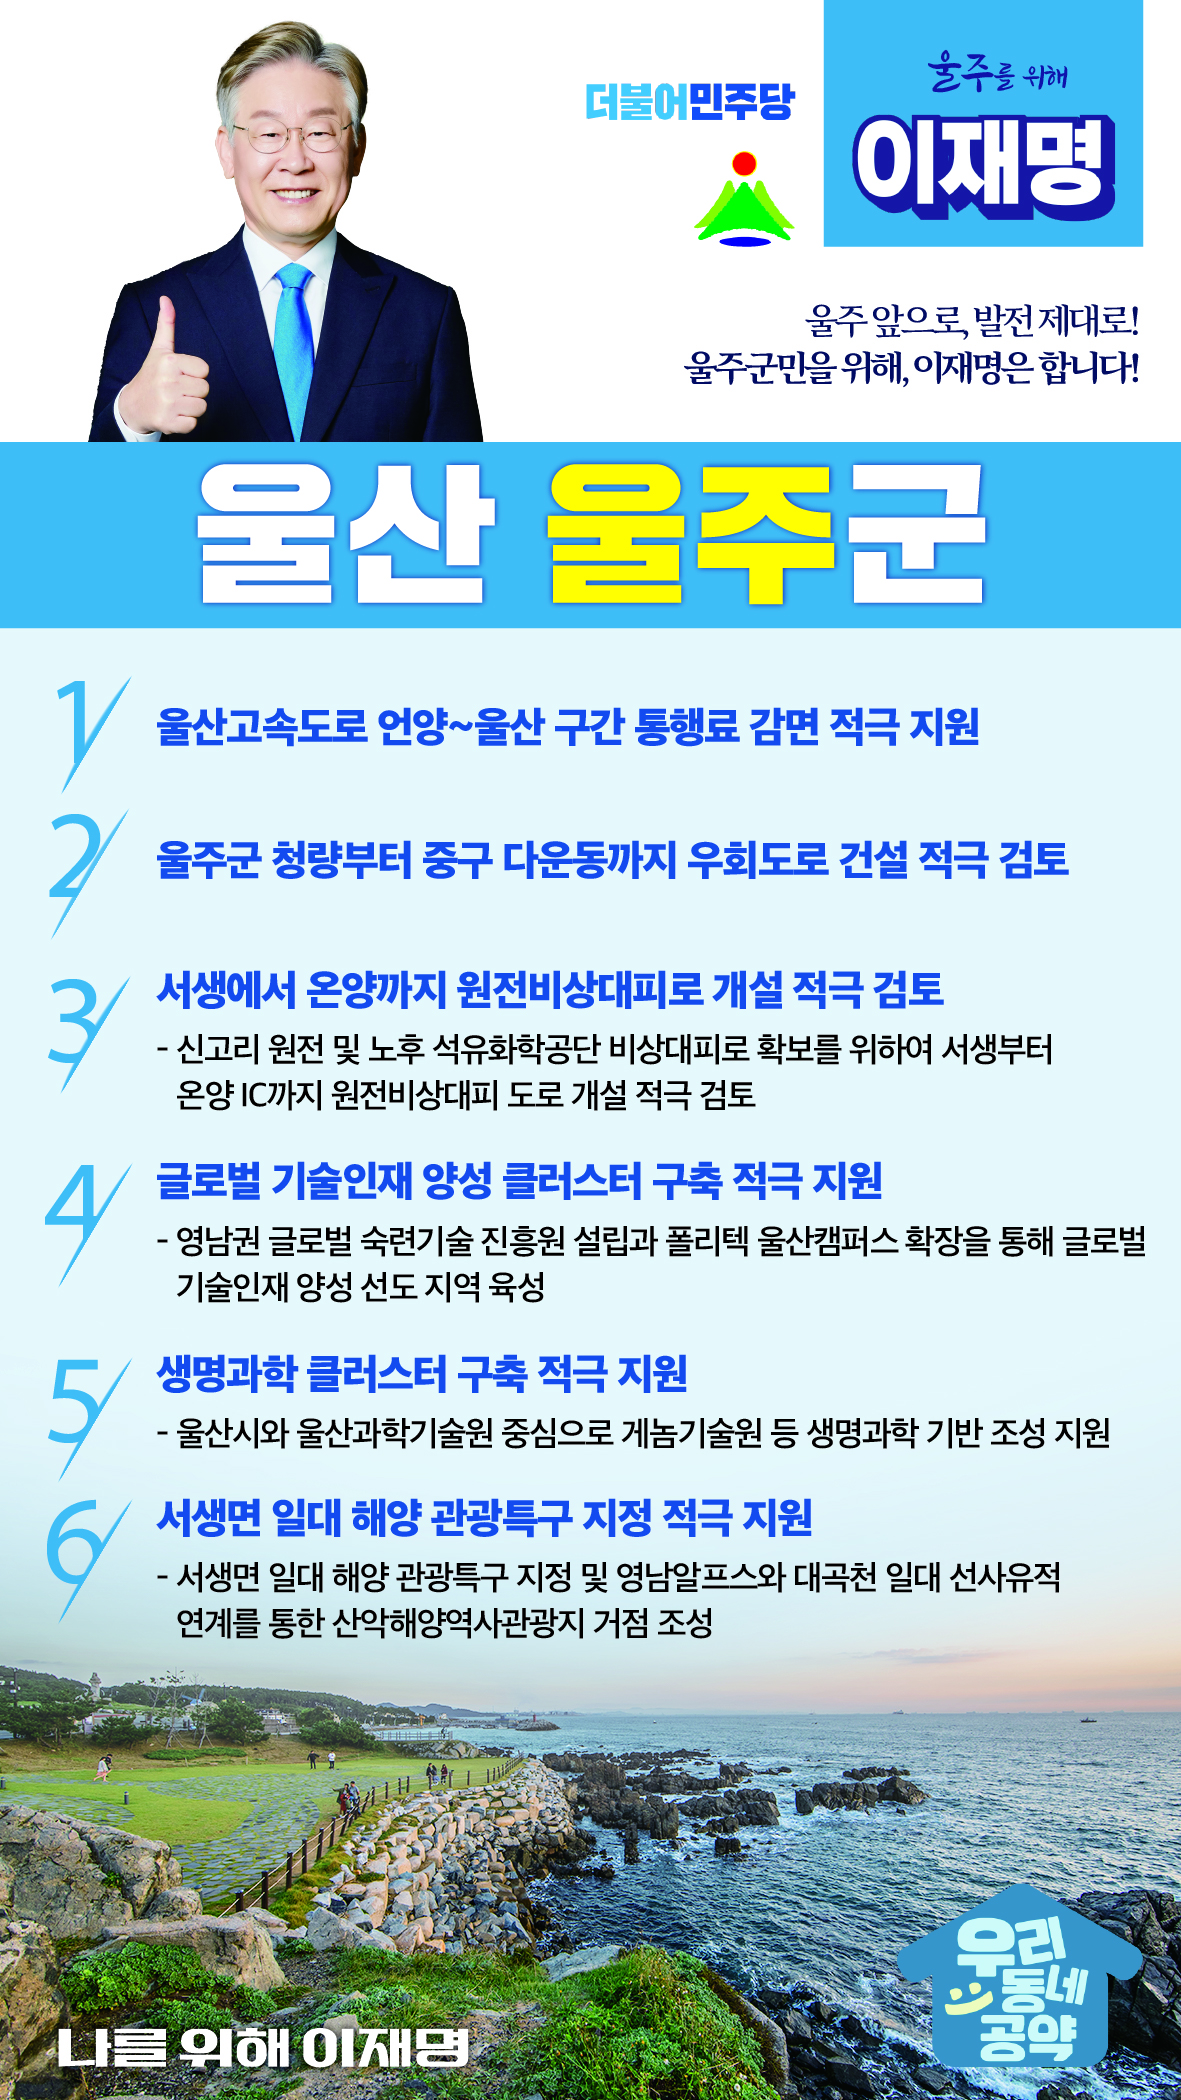 더불어민주당
울주를 위해
이재명
울주 앞으로, 발전 제대로!
울주군민을 위해, 이재명은 합니다!
울산 울주군
1 울산고속도로 언양~울산 구간 통행료 감면 적극 지원
2 울주군 청량부터 중구 다운동까지 우회도로 건설 적극 검토
3 서생에서 온양까지 원전비상대피로 개설 적극 검토
- 신고리 원전 및 노후 석유화학공단 비상대피로 확보를 위하여 서생부터
온양 IC까지 원전비상대피 도로 개설 적극 검토
4 글로벌 기술인재 양성 클러스터 구축 적극 지원
- 영남권 글로벌 숙련기술 진흥원 설립과 폴리텍 울산캠퍼스 확장을 통해 글로벌
기술인재 양성 선도 지역 육성
5 생명과학 클러스터 구축 적극 지원
- 울산시와 울산과학기술원 중심으로 게놈기술원 등 생명과학 기반 조성 지원
6 서생면 일대 해양 관광특구 지정 적극 지원
- 서생면 일대 해양 관광특구 지정 및 영남알프스와 대곡천 일대 선사유적
연계를 통한 산악해양역사관광지 거점 조성
우리
동네
공약
나를 위해 이재명